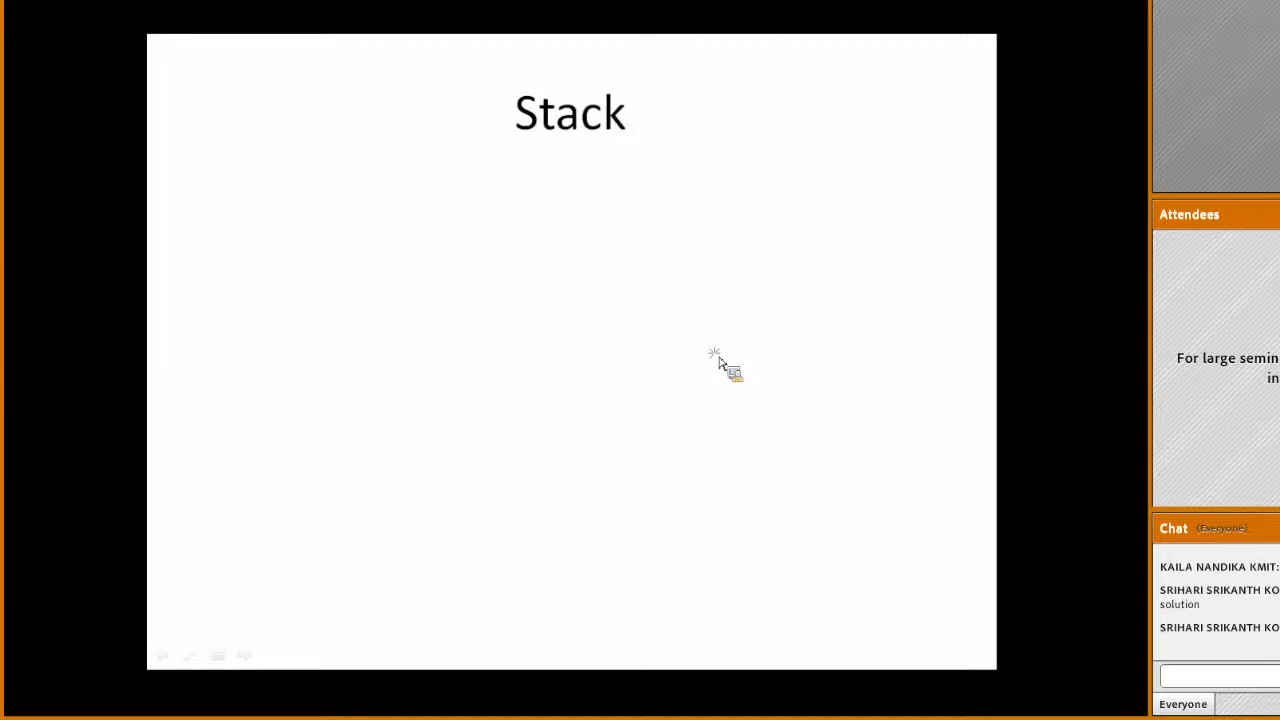 Stack
Attendees
For large semin
in
Chat (Everyone)
KAILA NANDIKA KMIT:
SRIHARI SRIKANTH KO
solution
SRIHARI SRIKANTH KO
Everyone